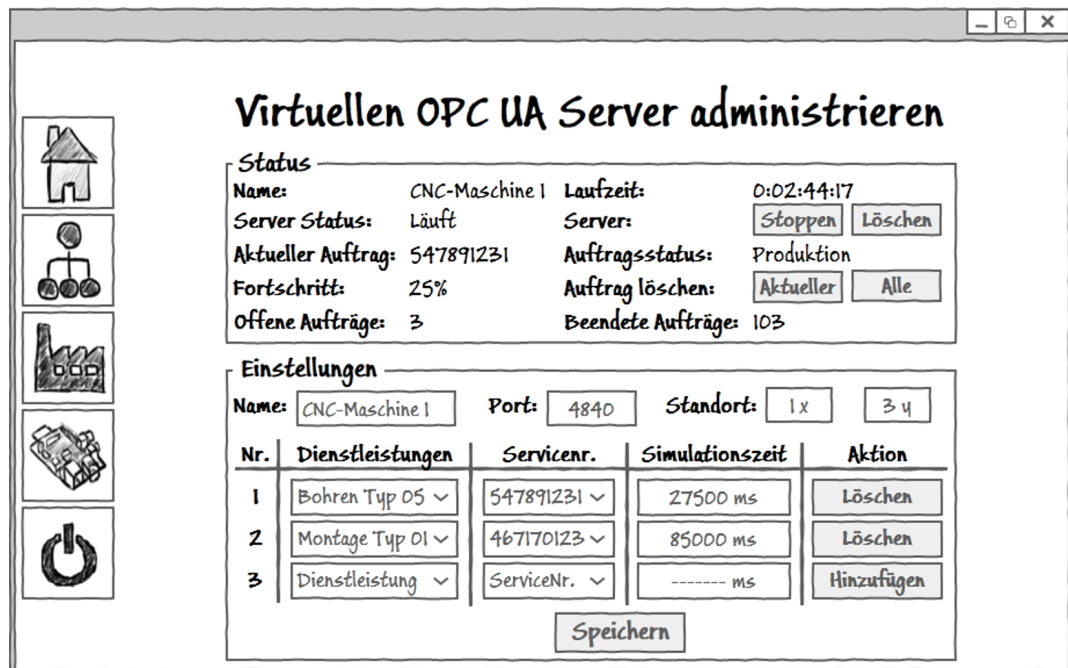 Virtuellen OPC UA Server administrieren
Status
Name: CNC-Maschine 1 Laufzeit: 0:02:44:17
Server Status: Läuft Server: Stoppen Löschen
Aktueller Auftrag: 547891231 Auftragsstatus: Produktion
Fortschritt: 25% Auftrag löschen: Aktueller Alle
Offene Aufträge: 3 Beendete Aufträge: 103
Einstellungen
Name: CNC-Maschine 1 Port: 4840 Standort: 1 x 3 y
Nr. Dienstleistungen Servicenr. Simulationszeit Aktion
1 Bohren Typ 05 547891231 27500 ms Löschen
2 Montage Typ 01 467170123 85000 ms Löschen
3 Dienstleistung ServiceNr. ------- ms Hinzufügen
Speichern